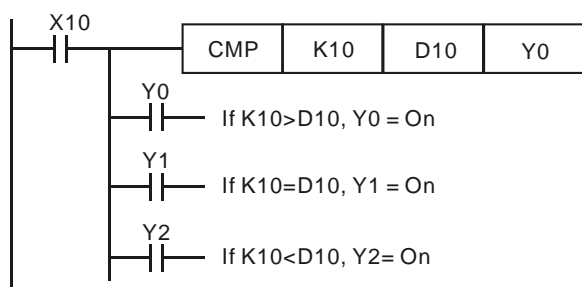 X10
CMP K10 D10 Y0
Y0
If K10>D10, Y0 = On
Y1
If K10=D10, Y1 = On
Y2
If K10<D10, Y2= On